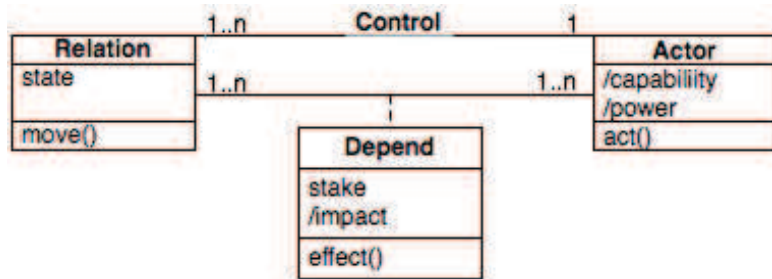 1..n Control 1
Relation
state
move()
1..n 1..n
Actor
/capabiliity
/power
act()
Depend
stake
/impact
effect()